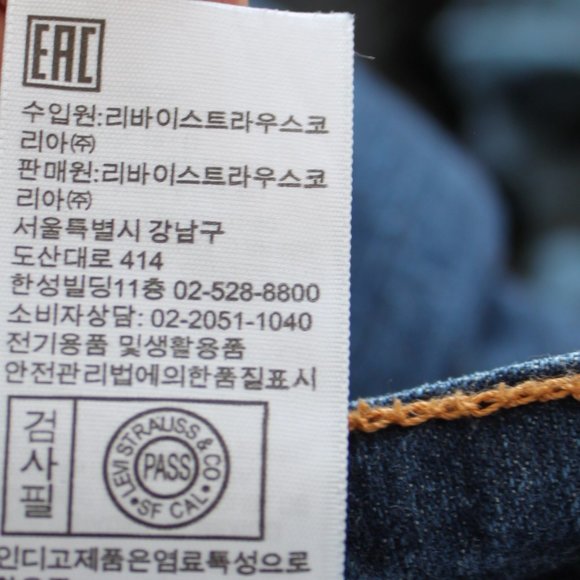 EAC
수입원:리바이스트라우스코
리아㈜
판매원:리바이스트라우스코
리아㈜
서울특별시 강남구
도산대로 414
한성빌딩11층 02-528-8800
소비자상담: 02-2051-1040
전기용품 및생활용품
안전관리법에의한품질표시
검사필
LEVI STRAUSS & CO
PASS
• SF CAL •
인디고제품은염료특성으로